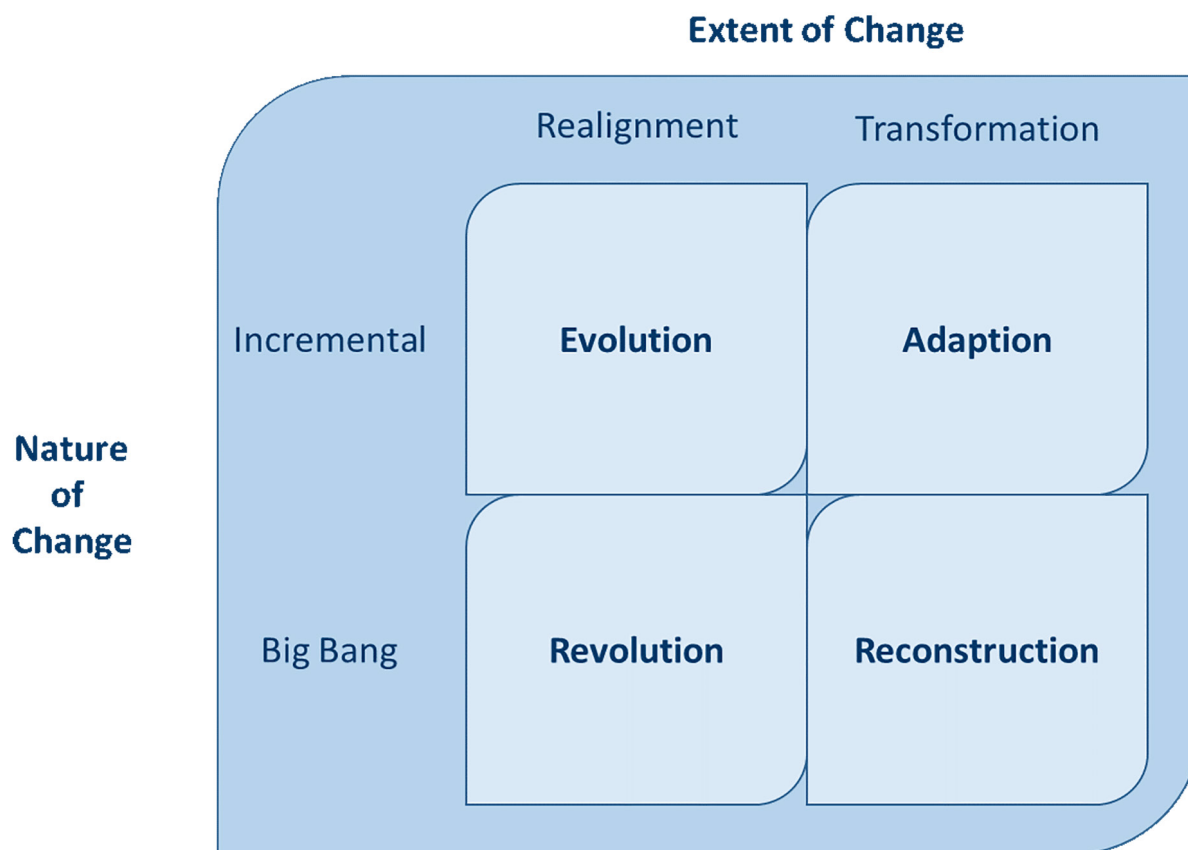 Extent of Change
Realignment
Transformation
Incremental
Evolution
Adaption
Nature
of
Change
Big Bang
Revolution
Reconstruction